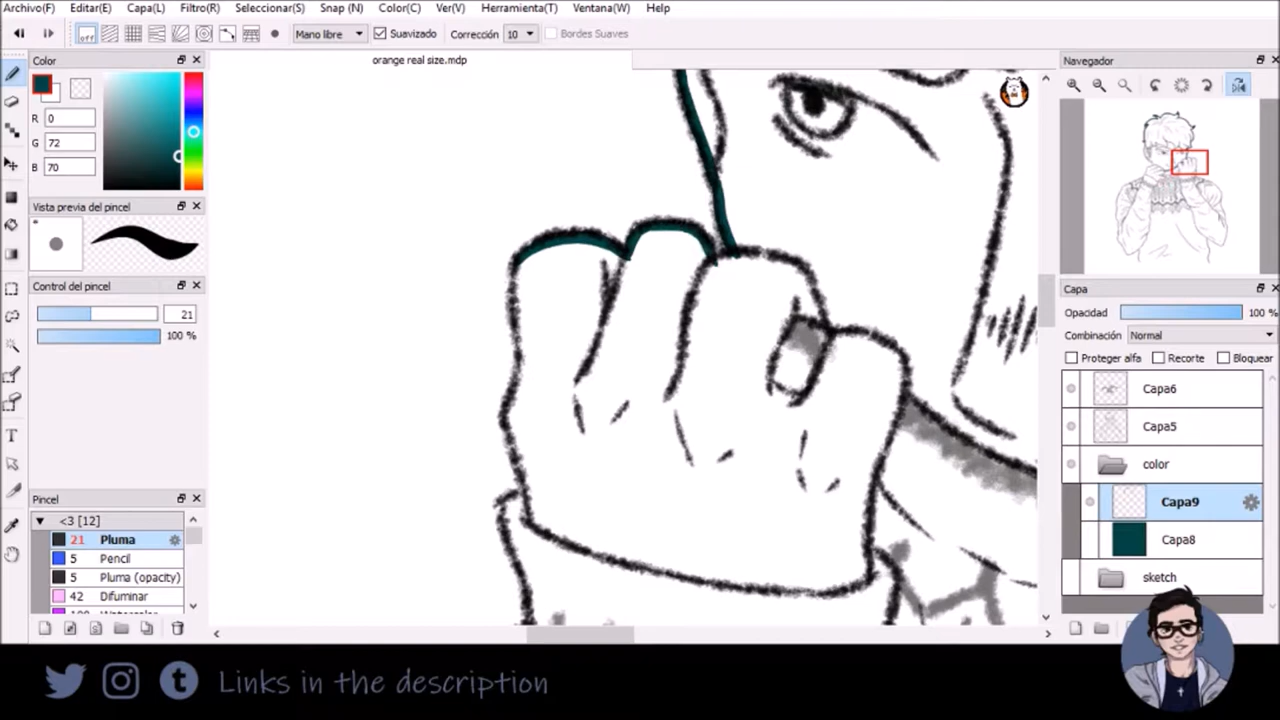 Archivo(F) Editar(E) Capa(L) Filtro(R) Seleccionar(S) Snap (N) Color(C) Ver(V) Herramienta(T) Ventana(W) Help
off Mano libre Suavizado Corrección 10 Bordes Suaves
Color
orange real size.mdp
Navegador
R 0
G 72
B 70
Vista previa del pincel
Control del pincel
21
100 %
Capa
Opacidad 100 %
Combinación Normal
Proteger alfa Recorte Bloquear
Capa6
Capa5
color
Capa9
Capa8
sketch
Pincel
<3 [12]
21 Pluma
5 Pencil
5 Pluma (opacity)
42 Difuminar
T
Links in the description